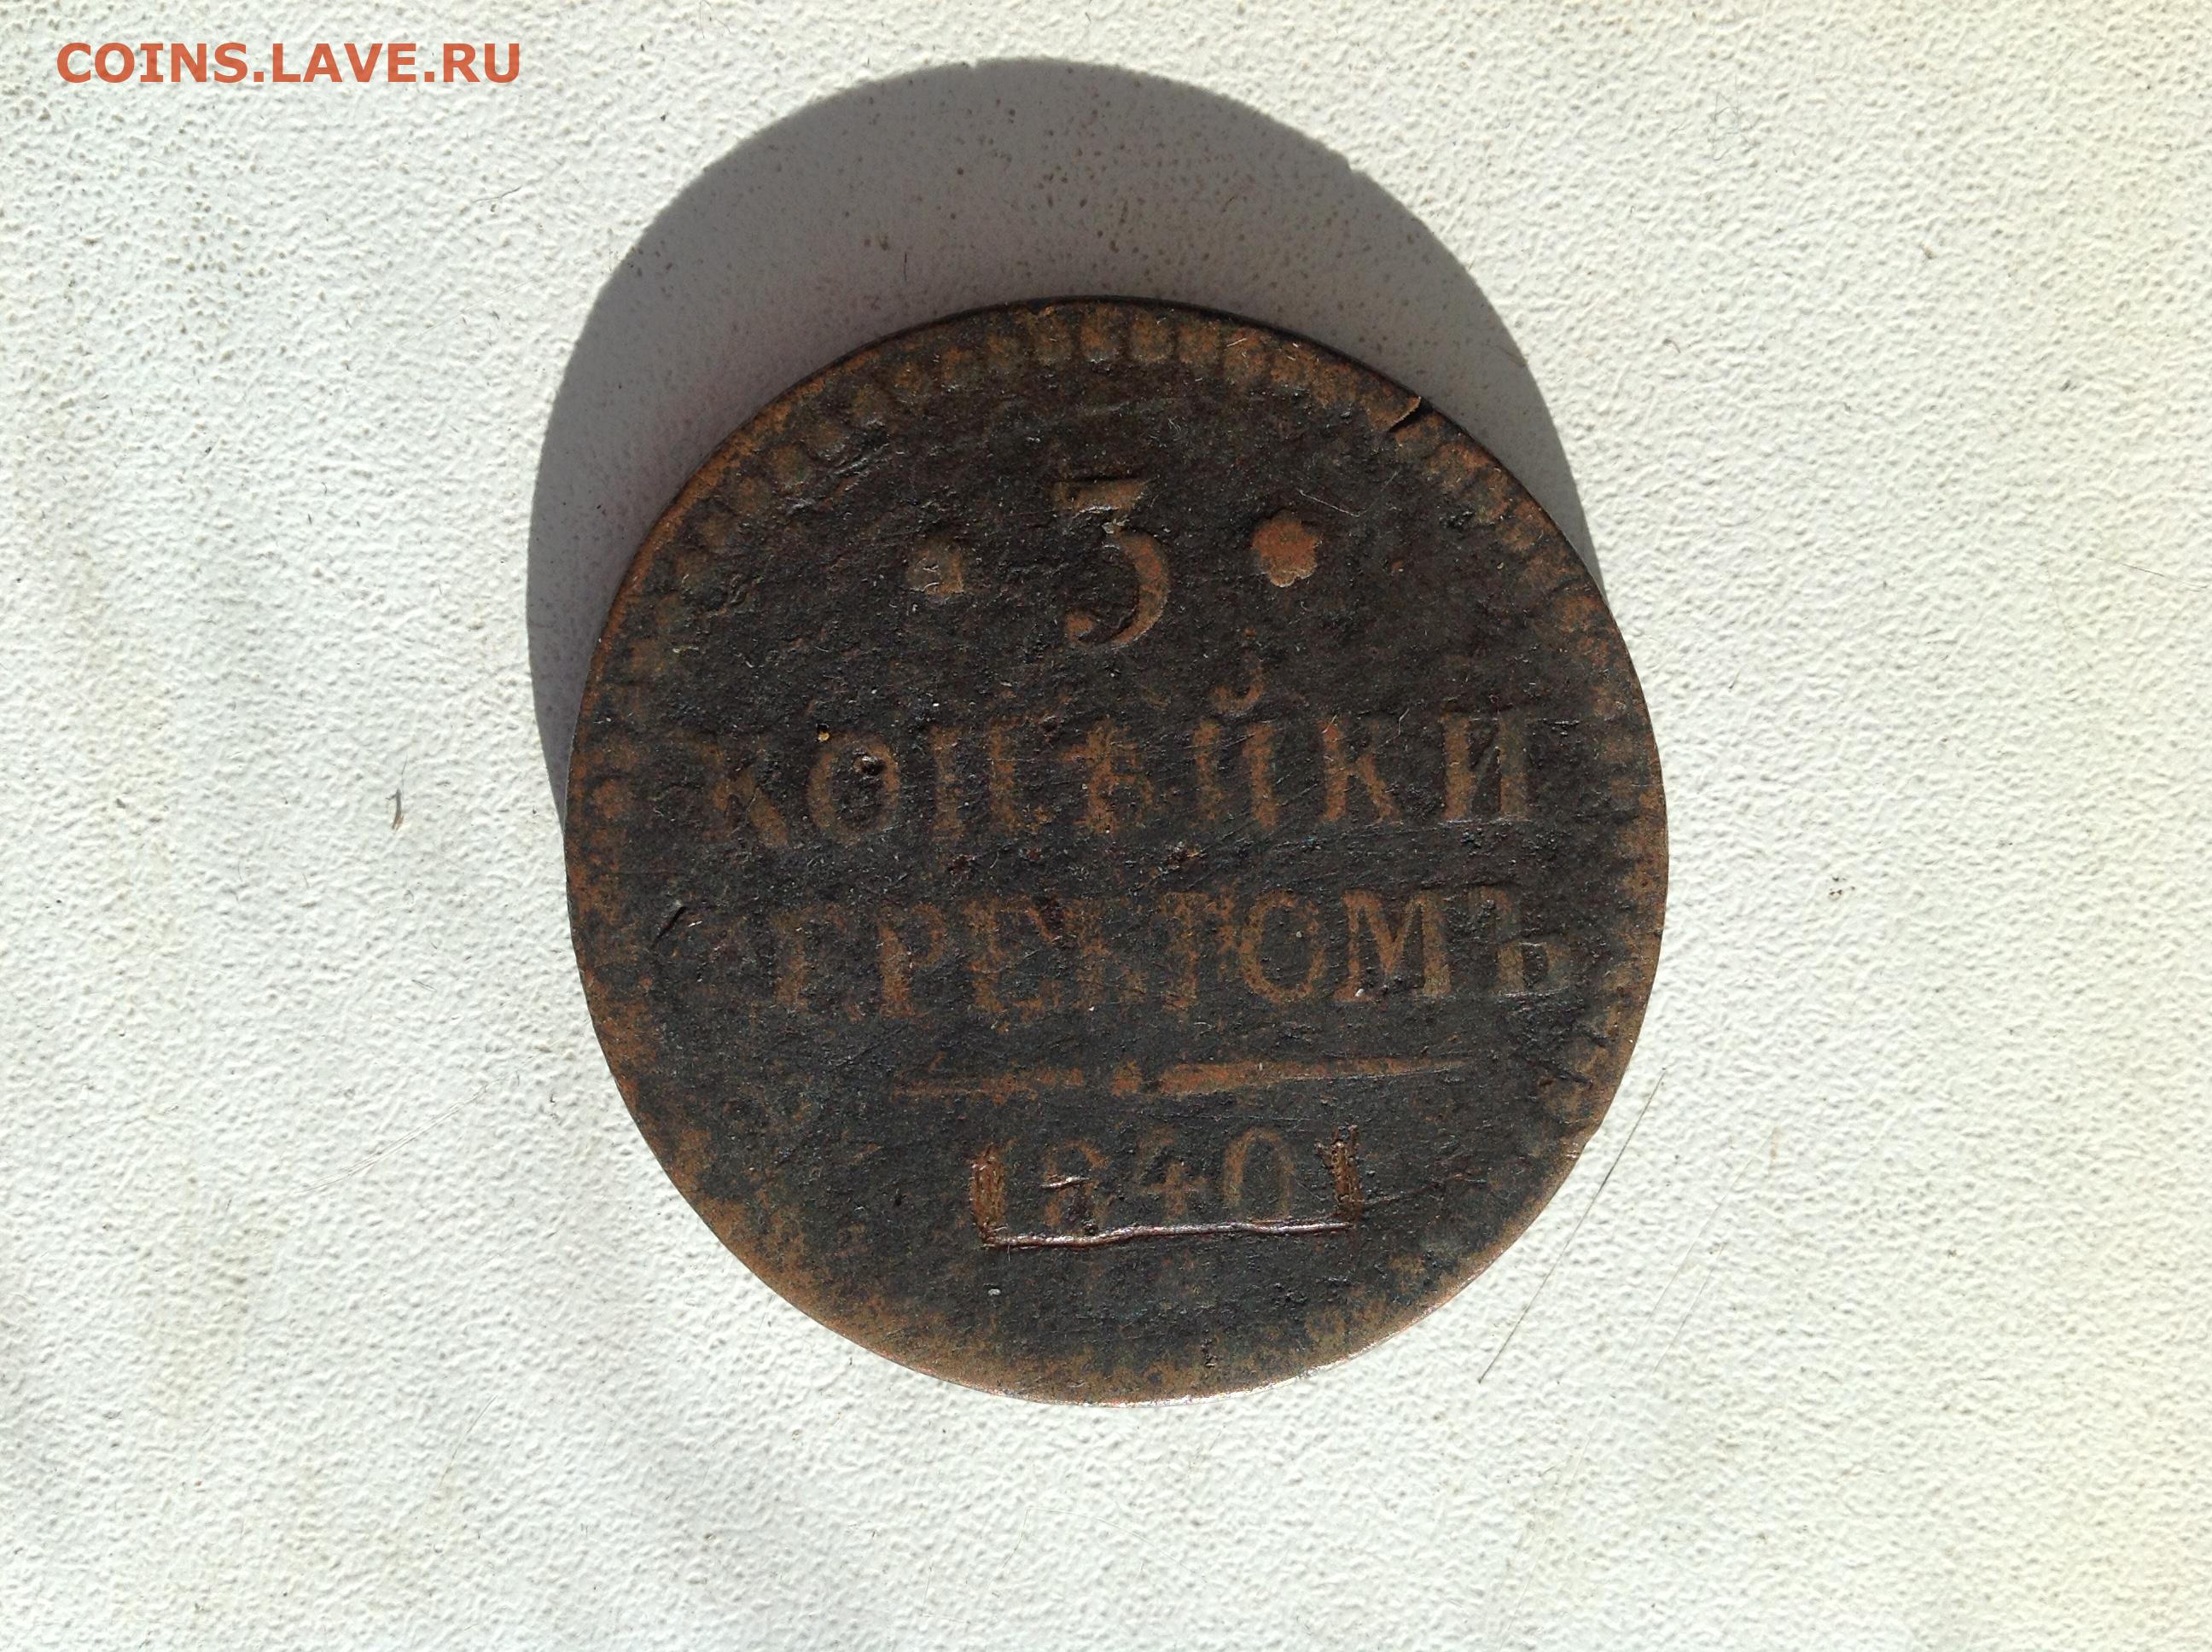 COINS.LAVE.RU
3
КОПѢЙКИ
СЕРЕБРОМЪ
1840